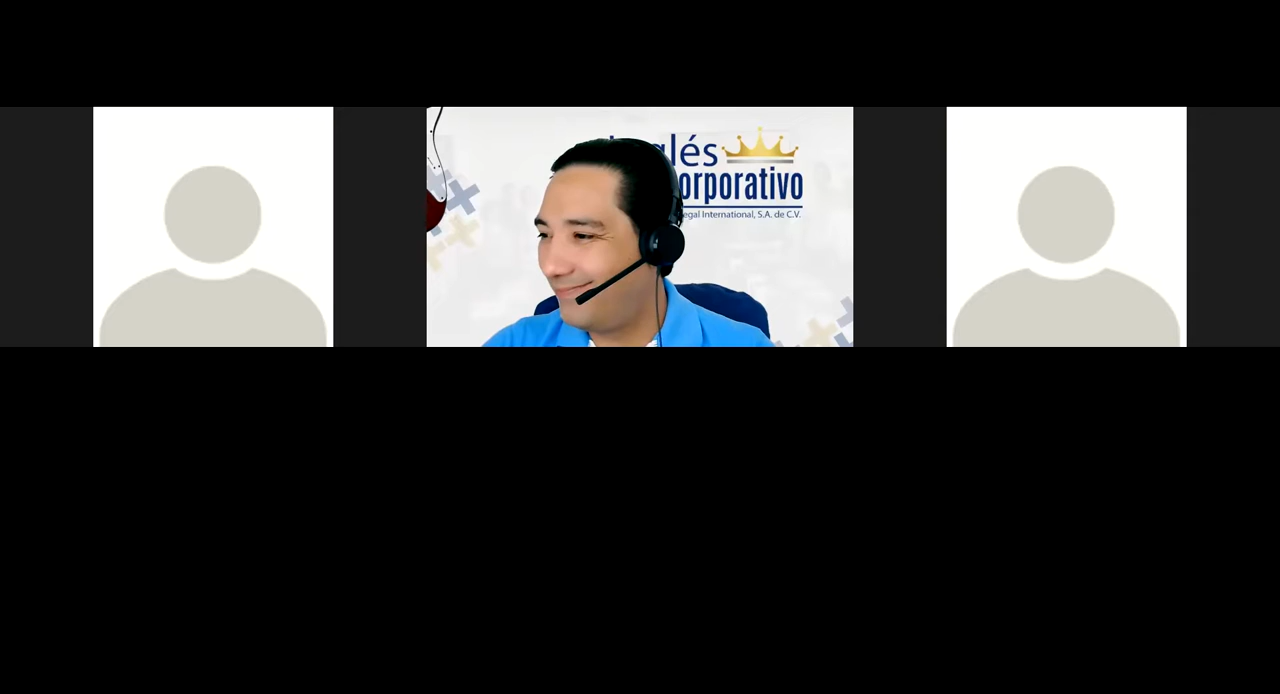 glés
orporativo
egal International, S.A. de C.V.